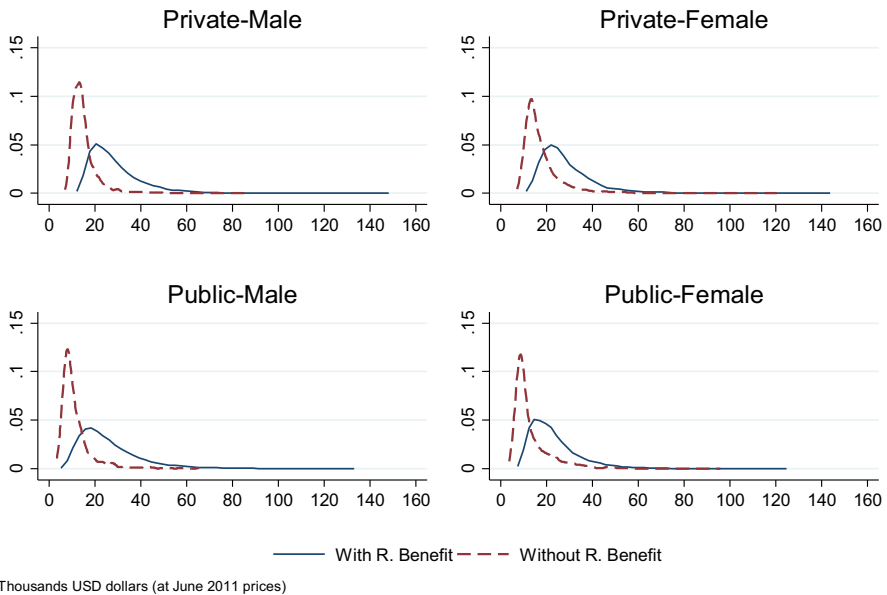 Private-Male
Private-Female
.15
.1
.05
0
0 20 40 60 80 100 120 140 160
.15
.1
.05
0
0 20 40 60 80 100 120 140 160
Public-Male
Public-Female
.15
.1
.05
0
0 20 40 60 80 100 120 140 160
.15
.1
.05
0
0 20 40 60 80 100 120 140 160
With R. Benefit
Without R. Benefit
Thousands USD dollars (at June 2011 prices)